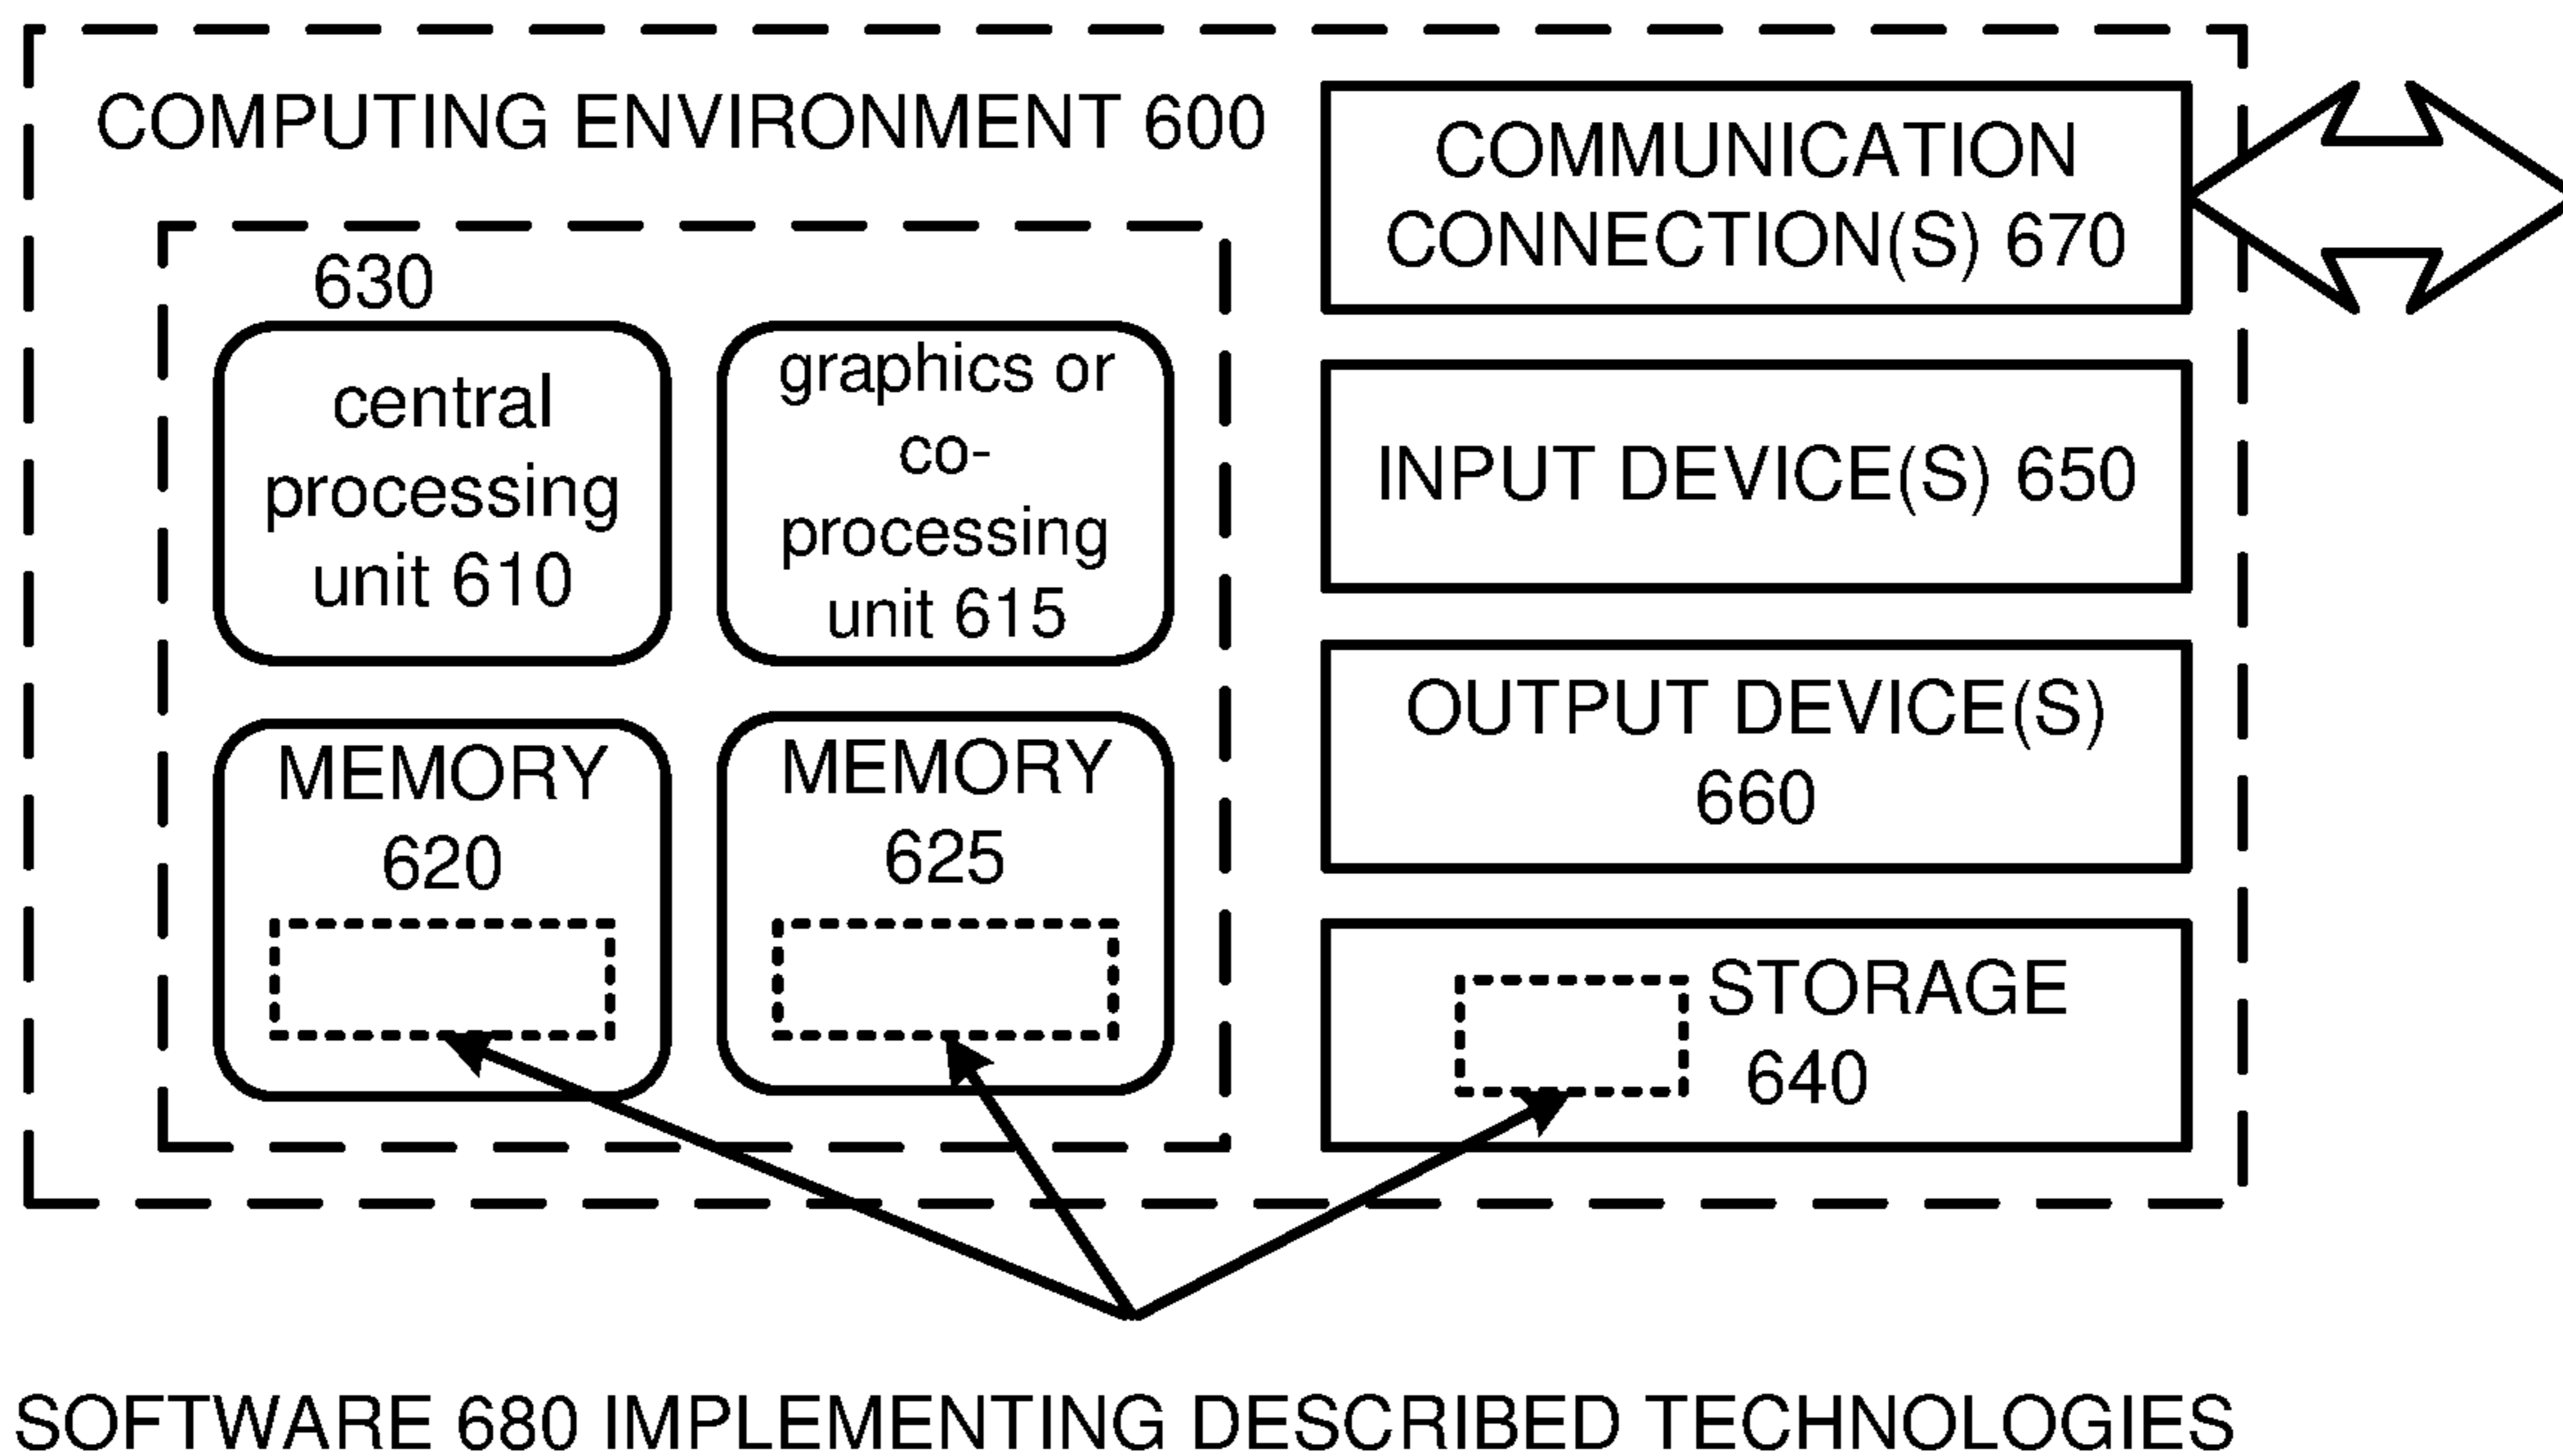 COMPUTING ENVIRONMENT 600
630
central
processing
unit 610
graphics or
co-
processing
unit 615
MEMORY
620
MEMORY
625
COMMUNICATION
CONNECTION(S) 670
INPUT DEVICE(S) 650
OUTPUT DEVICE(S)
660
STORAGE
640
SOFTWARE 680 IMPLEMENTING DESCRIBED TECHNOLOGIES